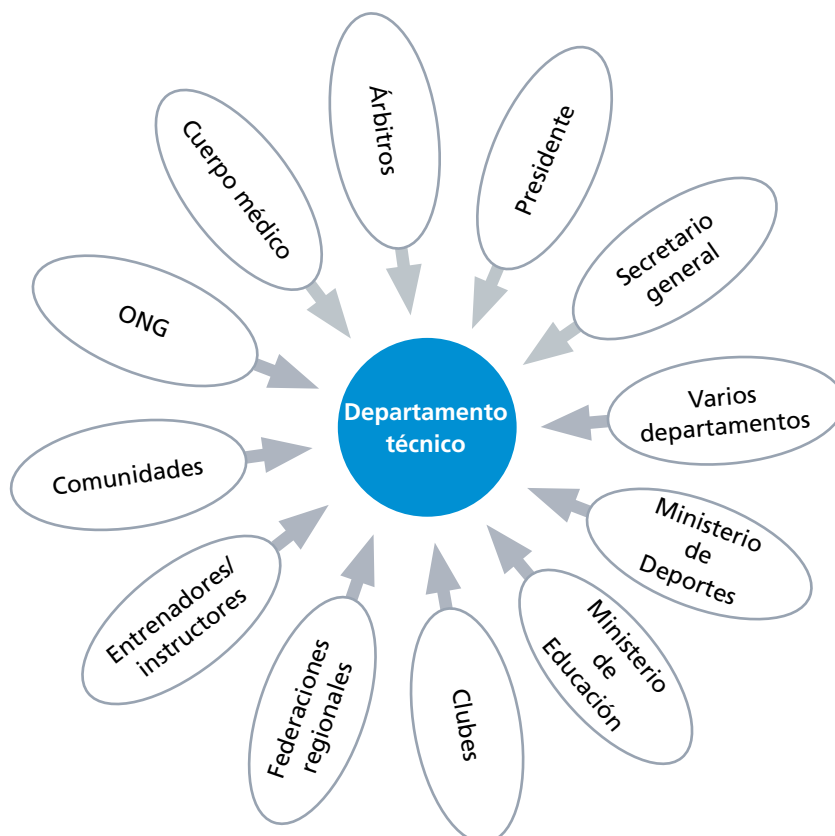 Árbitros
Presidente
Secretario
general
Varios
departamentos
Ministerio
de
Deportes
Ministerio
de
Educación
Clubes
Federaciones
regionales
Entrenadores/
instructores
Comunidades
ONG
Cuerpo médico
Departamento
técnico